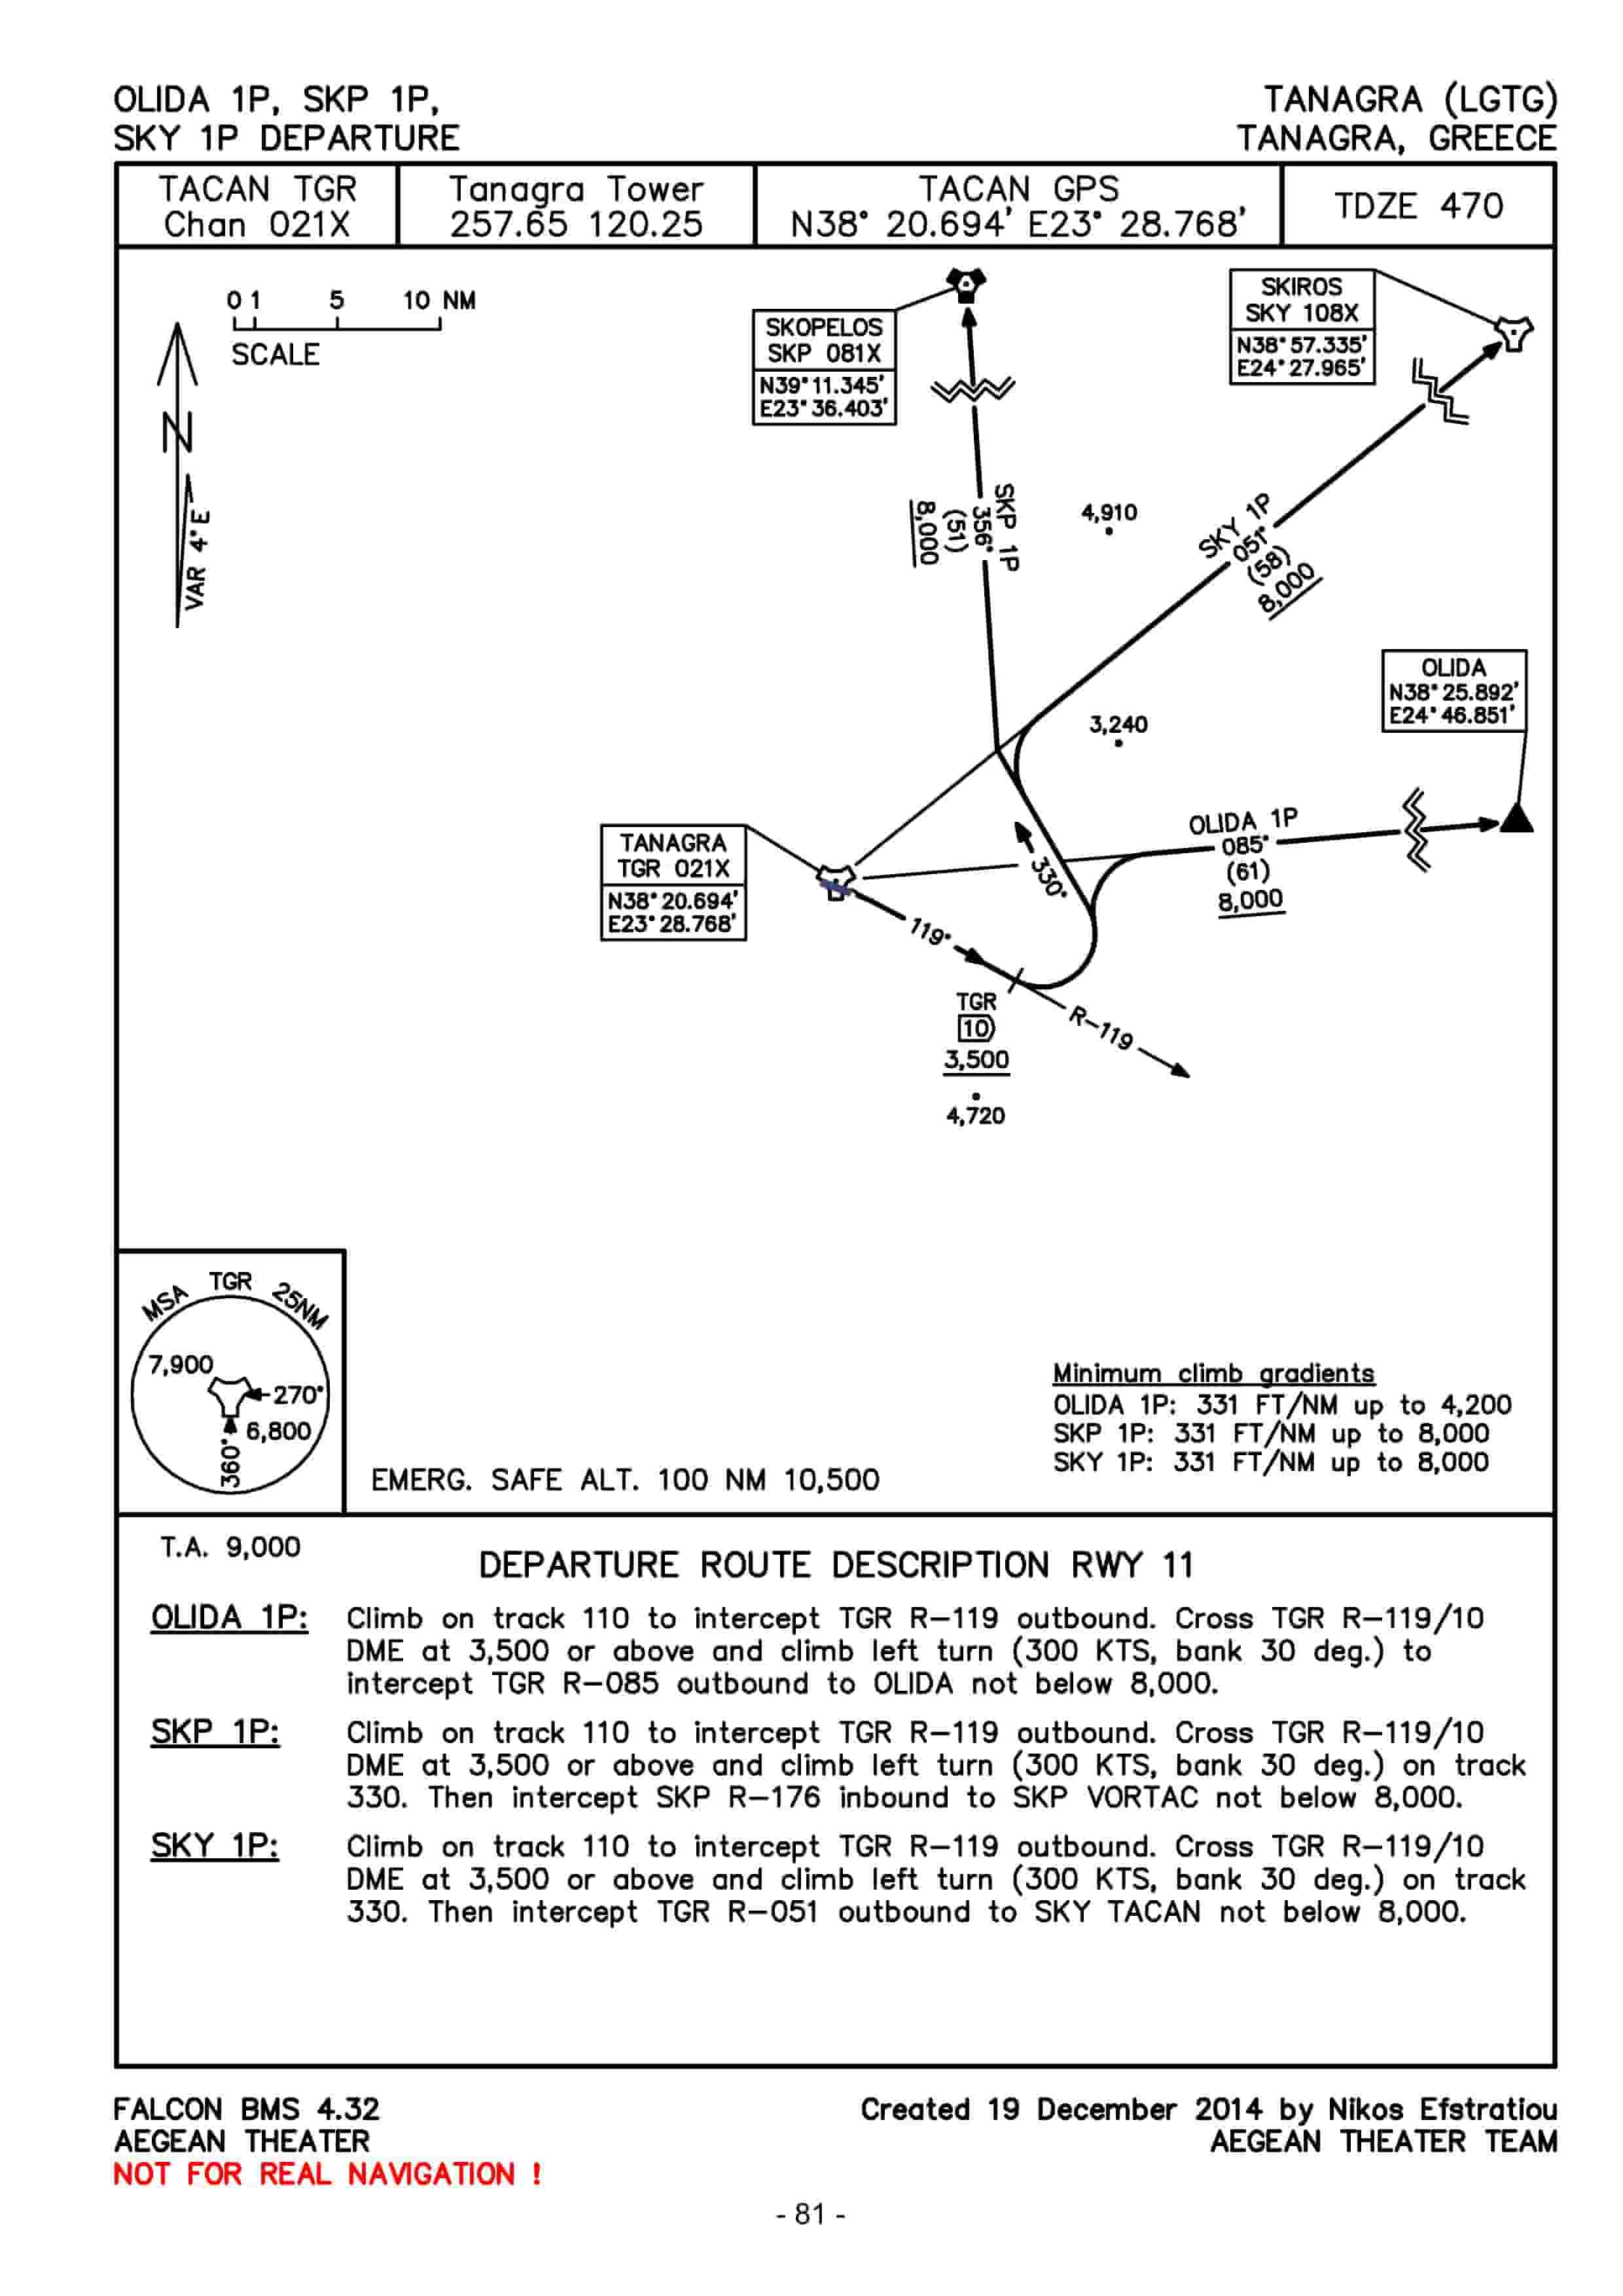 OLIDA 1P, SKP 1P,
SKY 1P DEPARTURE
TANAGRA (LGTG)
TANAGRA, GREECE
TACAN TGR
Chan 021X
Tanagra Tower
257.65 120.25
TACAN GPS
N38° 20.694' E23° 28.768'
TDZE 470
0 1 5 10 NM
SCALE
N
VAR 4°E
SKOPELOS
SKP 081X
N39° 11.345'
E23° 36.403'
SKIROS
SKY 108X
N38° 57.335'
E24° 27.965'
SKP 1P
356°
(51)
8,000
4,910
SKY 1P
051°
(58)
8,000
OLIDA
N38° 25.892'
E24° 46.851'
3,240
TANAGRA
TGR 021X
N38° 20.694'
E23° 28.768'
OLIDA 1P
085°
(61)
8,000
330°
119°
R-119
TGR
10
3,500
4,720
MSA TGR 25NM
7,900
270°
6,800
360°
EMERG. SAFE ALT. 100 NM 10,500
Minimum climb gradients
OLIDA 1P: 331 FT/NM up to 4,200
SKP 1P: 331 FT/NM up to 8,000
SKY 1P: 331 FT/NM up to 8,000
T.A. 9,000
DEPARTURE ROUTE DESCRIPTION RWY 11
OLIDA 1P: Climb on track 110 to intercept TGR R-119 outbound. Cross TGR R-119/10
DME at 3,500 or above and climb left turn (300 KTS, bank 30 deg.) to
intercept TGR R-085 outbound to OLIDA not below 8,000.
SKP 1P: Climb on track 110 to intercept TGR R-119 outbound. Cross TGR R-119/10
DME at 3,500 or above and climb left turn (300 KTS, bank 30 deg.) on track
330. Then intercept SKP R-176 inbound to SKP VORTAC not below 8,000.
SKY 1P: Climb on track 110 to intercept TGR R-119 outbound. Cross TGR R-119/10
DME at 3,500 or above and climb left turn (300 KTS, bank 30 deg.) on track
330. Then intercept TGR R-051 outbound to SKY TACAN not below 8,000.
FALCON BMS 4.32
AEGEAN THEATER
NOT FOR REAL NAVIGATION !
Created 19 December 2014 by Nikos Efstratiou
AEGEAN THEATER TEAM
- 81 -